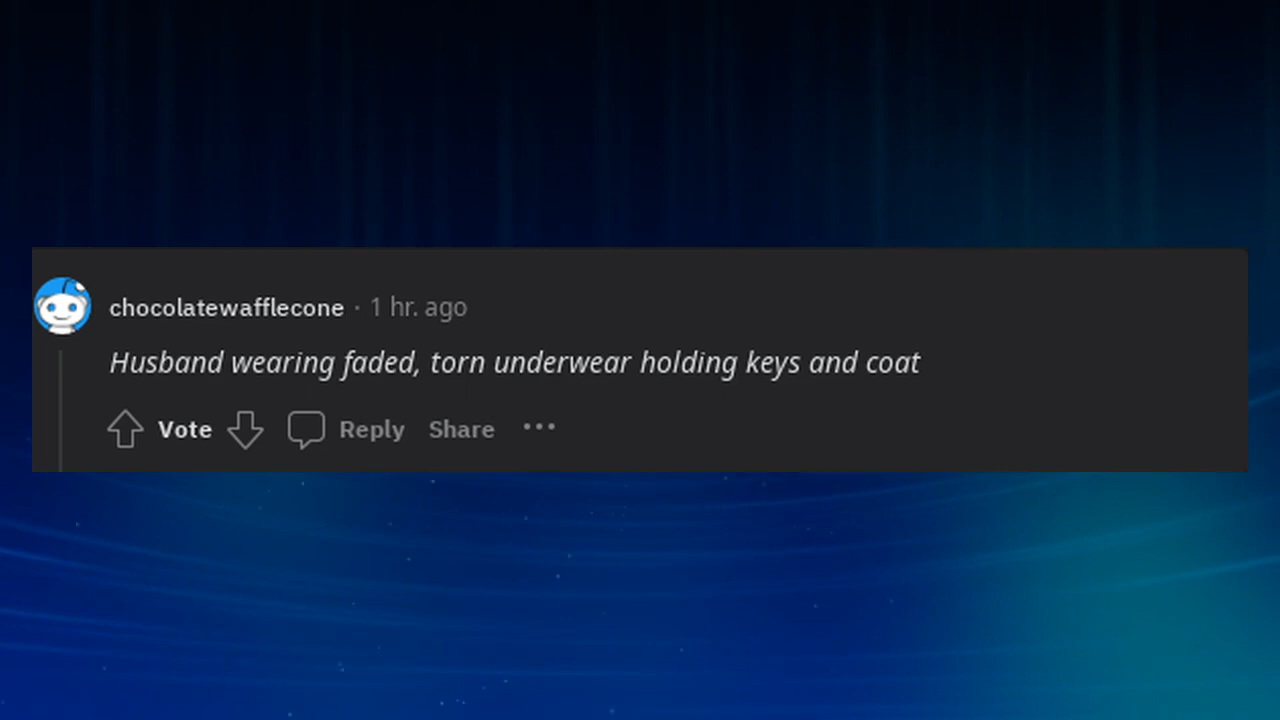 chocolatewafflecone · 1 hr. ago
Husband wearing faded, torn underwear holding keys and coat
Vote Reply Share ···